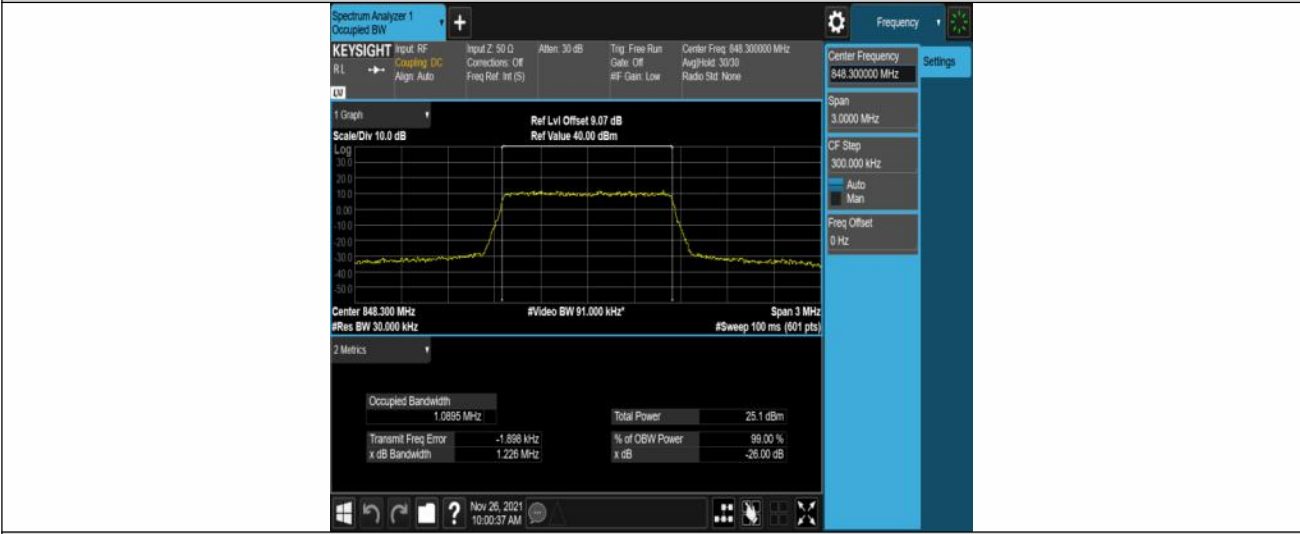 Spectrum Analyzer 1
Occupied BW
Frequency
KEYSIGHT
Input: RF
Coupling: DC
Align: Auto
RL
LV
Input Z: 50 Ω
Corrections: Off
Freq Ref: Int (S)
Atten: 30 dB
Trig: Free Run
Gate: Off
#IF Gain: Low
Center Freq: 848.300000 MHz
Avg|Hold: 30/30
Radio Std: None
1 Graph
Scale/Div 10.0 dB
Ref Lvl Offset 9.07 dB
Ref Value 40.00 dBm
Log
30.0
20.0
10.0
0.00
-10.0
-20.0
-30.0
-40.0
-50.0
Center 848.300 MHz
#Res BW 30.000 kHz
#Video BW 91.000 kHz*
Span 3 MHz
#Sweep 100 ms (601 pts)
2 Metrics
Occupied Bandwidth
1.0895 MHz
Transmit Freq Error -1.898 kHz
x dB Bandwidth 1.226 MHz
Total Power 25.1 dBm
% of OBW Power 99.00 %
x dB -26.00 dB
Nov 26, 2021
10:00:37 AM
Center Frequency
848.300000 MHz
Settings
Span
3.0000 MHz
CF Step
300.000 kHz
Auto
Man
Freq Offset
0 Hz